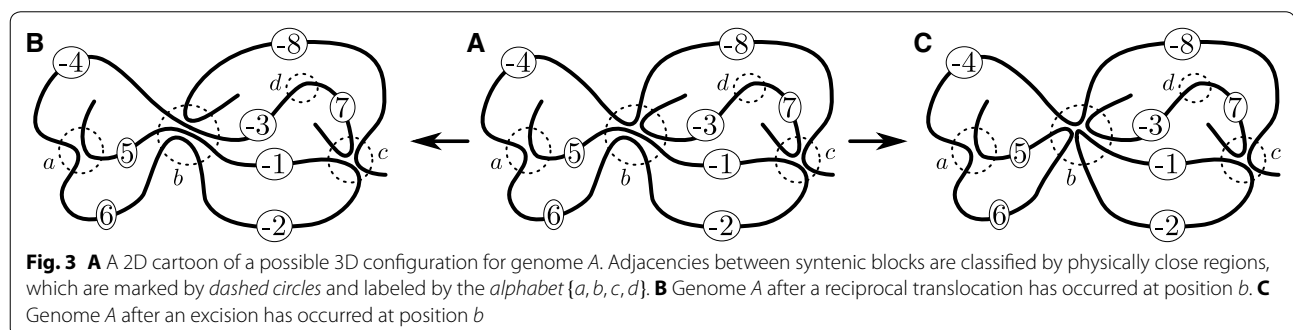 B
-4
-8
d
7
-3
5
a
-1
c
b
6
-2
A
-4
-8
d
7
-3
5
a
-1
c
b
6
-2
C
-4
-8
d
7
-3
5
a
-1
c
b
6
-2
Fig. 3 A A 2D cartoon of a possible 3D configuration for genome A. Adjacencies between syntenic blocks are classified by physically close regions,
which are marked by dashed circles and labeled by the alphabet {a, b, c, d}. B Genome A after a reciprocal translocation has occurred at position b. C
Genome A after an excision has occurred at position b